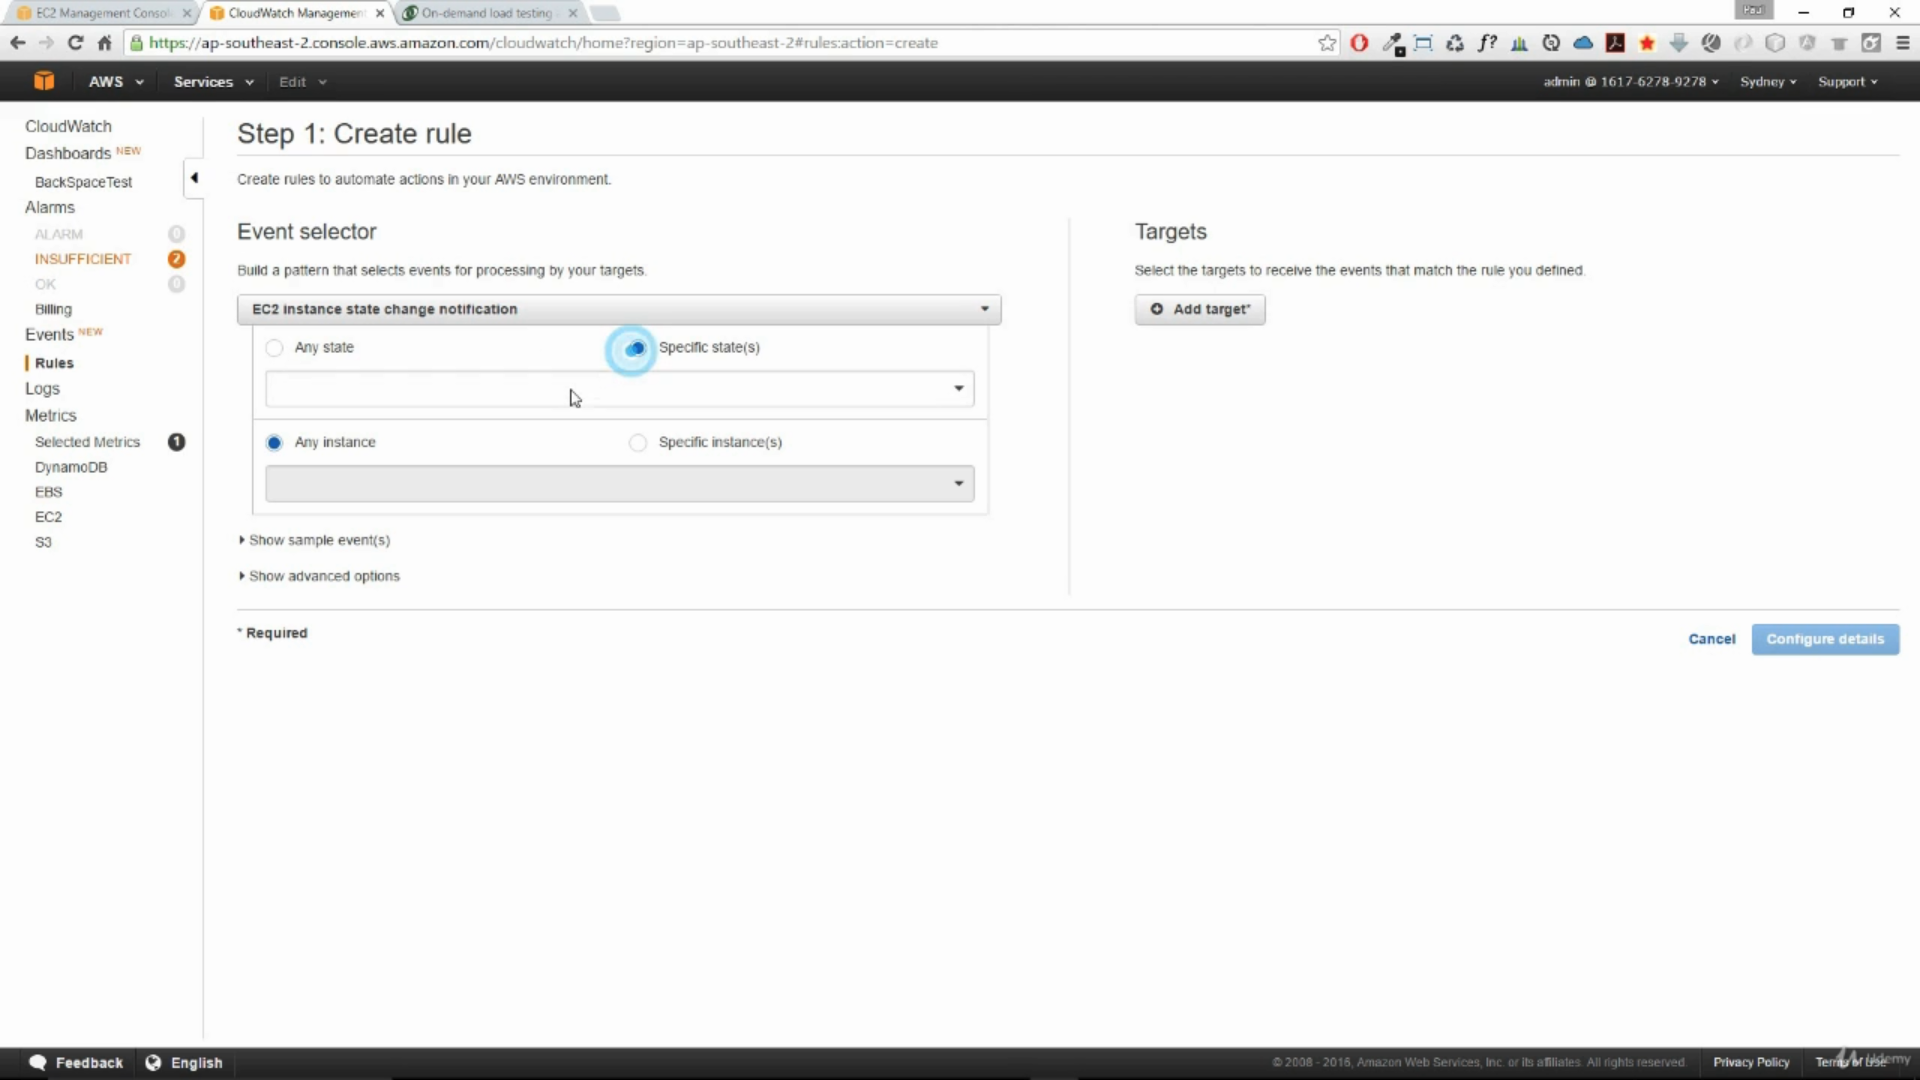 EC2 Management Consol
CloudWatch Management
On-demand load testing
Paul
https://ap-southeast-2.console.aws.amazon.com/cloudwatch/home?region=ap-southeast-2#rules:action=create
f?
AWS
Services
Edit
admin @ 1617-6278-9278
Sydney
Support
CloudWatch
Dashboards NEW
BackSpaceTest
Alarms
ALARM 0
INSUFFICIENT 2
OK 0
Billing
Events NEW
Rules
Logs
Metrics
Selected Metrics 1
DynamoDB
EBS
EC2
S3
Step 1: Create rule
Create rules to automate actions in your AWS environment.
Event selector
Build a pattern that selects events for processing by your targets.
EC2 instance state change notification
Any state
Specific state(s)
Any instance
Specific instance(s)
Show sample event(s)
Show advanced options
Targets
Select the targets to receive the events that match the rule you defined.
Add target*
* Required
Cancel
Configure details
Feedback
English
© 2008 - 2016, Amazon Web Services, Inc. or its affiliates. All rights reserved.
Privacy Policy
Terms of Use
Udemy